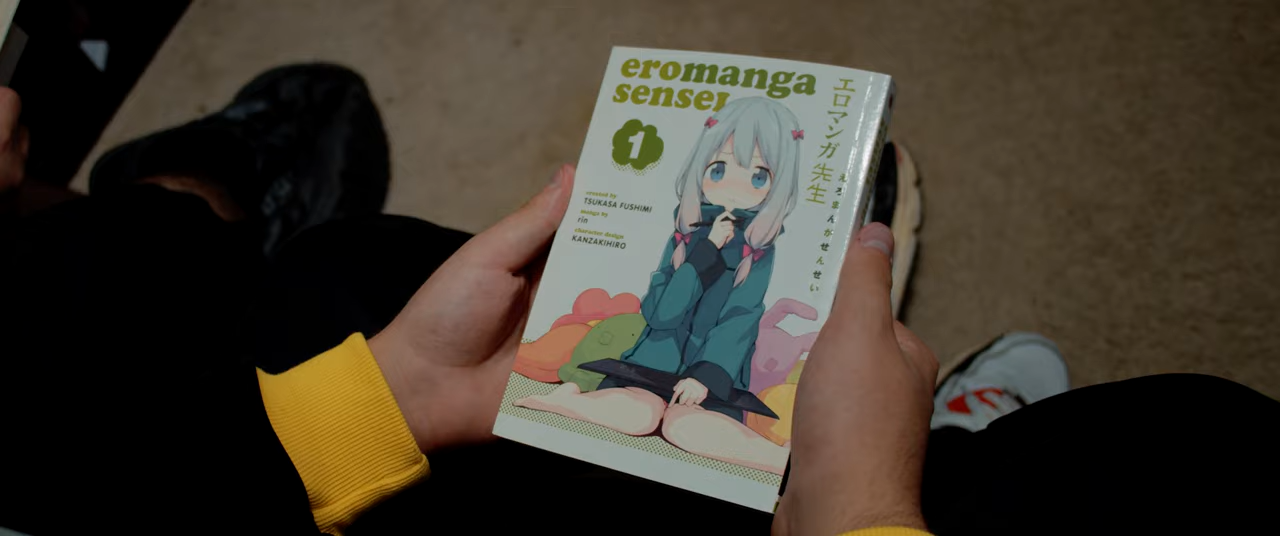 eromanga
sensei
1
created by
TSUKASA FUSHIMI
manga by
rin
character design
KANZAKIHIRO
エロマンガ先生
えろまんがせんせい